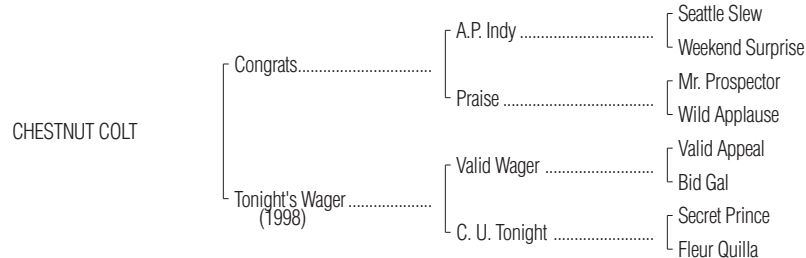 Seattle Slew
A.P. Indy ................................
Weekend Surprise
Congrats................................
Mr. Prospector
Praise ....................................
Wild Applause
CHESTNUT COLT
Valid Appeal
Valid Wager ..........................
Bid Gal
Tonight's Wager ....................
(1998)
Secret Prince
C. U. Tonight ........................
Fleur Quilla